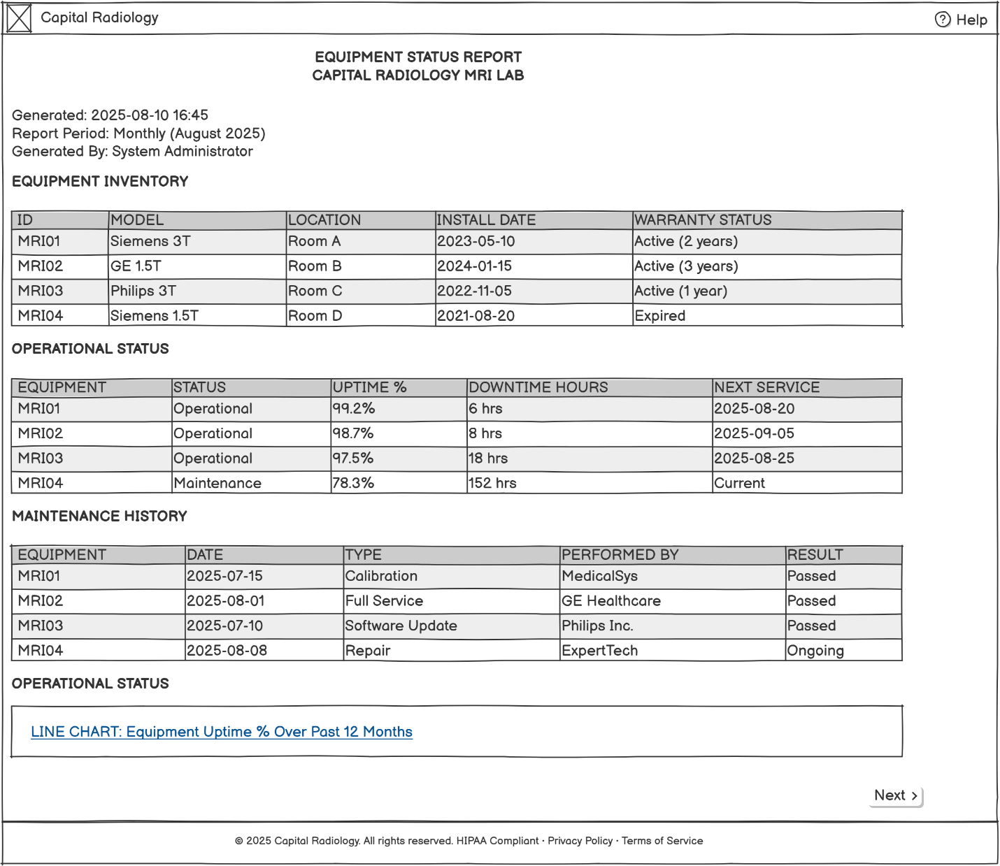 Capital Radiology
? Help
EQUIPMENT STATUS REPORT
CAPITAL RADIOLOGY MRI LAB
Generated: 2025-08-10 16:45
Report Period: Monthly (August 2025)
Generated By: System Administrator
EQUIPMENT INVENTORY
ID MODEL LOCATION INSTALL DATE WARRANTY STATUS
MRI01 Siemens 3T Room A 2023-05-10 Active (2 years)
MRI02 GE 1.5T Room B 2024-01-15 Active (3 years)
MRI03 Philips 3T Room C 2022-11-05 Active (1 year)
MRI04 Siemens 1.5T Room D 2021-08-20 Expired
OPERATIONAL STATUS
EQUIPMENT STATUS UPTIME % DOWNTIME HOURS NEXT SERVICE
MRI01 Operational 99.2% 6 hrs 2025-08-20
MRI02 Operational 98.7% 8 hrs 2025-09-05
MRI03 Operational 97.5% 18 hrs 2025-08-25
MRI04 Maintenance 78.3% 152 hrs Current
MAINTENANCE HISTORY
EQUIPMENT DATE TYPE PERFORMED BY RESULT
MRI01 2025-07-15 Calibration MedicalSys Passed
MRI02 2025-08-01 Full Service GE Healthcare Passed
MRI03 2025-07-10 Software Update Philips Inc. Passed
MRI04 2025-08-08 Repair ExpertTech Ongoing
OPERATIONAL STATUS
LINE CHART: Equipment Uptime % Over Past 12 Months
Next >
© 2025 Capital Radiology. All rights reserved. HIPAA Compliant · Privacy Policy · Terms of Service